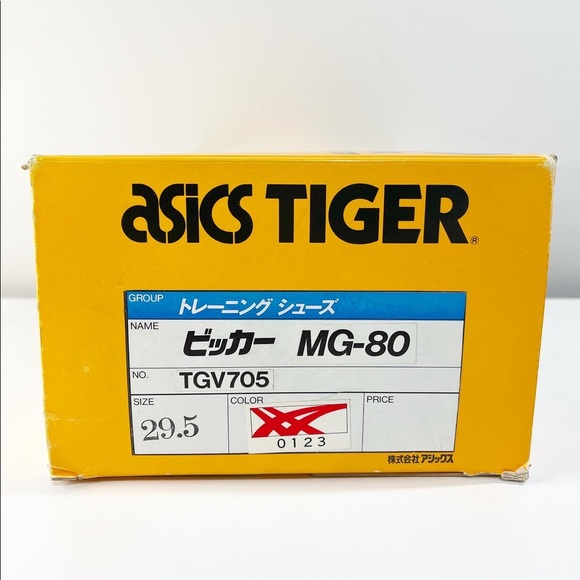 asics TIGER®
GROUP トレーニング シューズ
NAME ビッカー MG-80
NO. TGV705
SIZE 29.5 COLOR 0123 PRICE
株式会社 アシックス